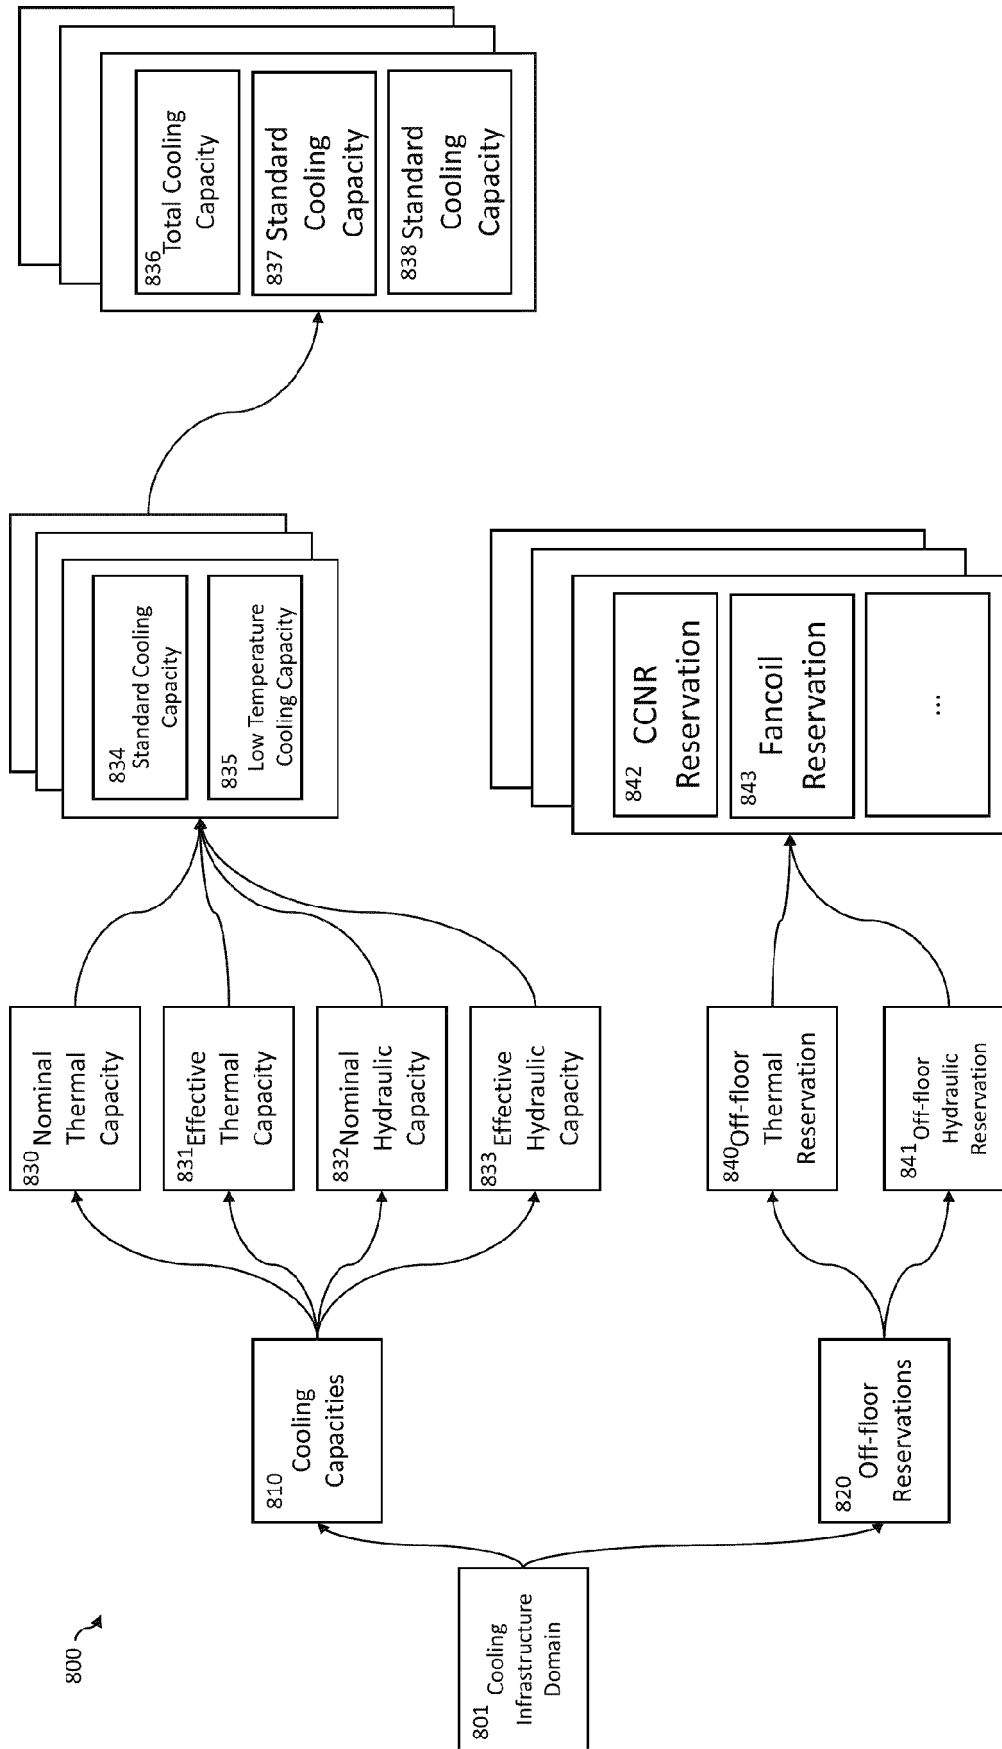 800
801 Cooling
Infrastructure
Domain
810 Cooling
Capacities
820 Off-floor
Reservations
830 Nominal
Thermal
Capacity
831 Effective
Thermal
Capacity
832 Nominal
Hydraulic
Capacity
833 Effective
Hydraulic
Capacity
840 Off-floor
Thermal
Reservation
841 Off-floor
Hydraulic
Reservation
834
Standard Cooling
Capacity
835
Low Temperature
Cooling Capacity
842 CCNR
Reservation
843 Fancoil
Reservation
...
836 Total Cooling
Capacity
837 Standard
Cooling
Capacity
838 Standard
Cooling
Capacity